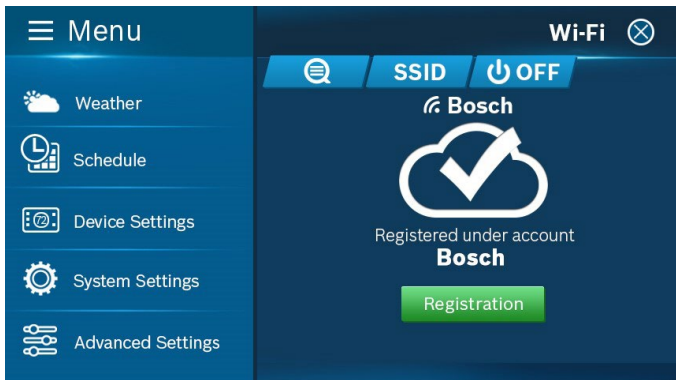 Menu
Weather
Schedule
72
Device Settings
System Settings
Advanced Settings
Wi-Fi
SSID
OFF
Bosch
Registered under account
Bosch
Registration